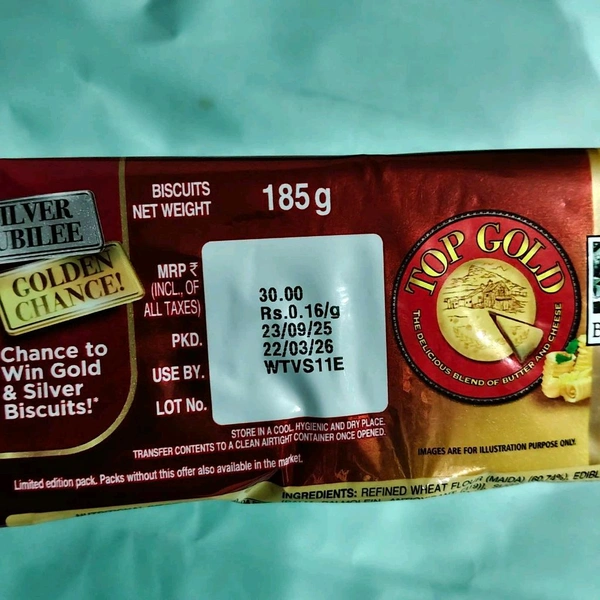 SILVER
JUBILEE
GOLDEN
CHANCE!
Chance to
Win Gold
& Silver
Biscuits!*
BISCUITS
NET WEIGHT 185g
MRP ₹
(INCL, OF
ALL TAXES)
PKD.
USE BY.
LOT No.
30.00
Rs.0.16/g
23/09/25
22/03/26
WTVS11E
TOP GOLD
THE DELICIOUS BLEND OF BUTTER AND CHEESE
STORE IN A COOL, HYGIENIC AND DRY PLACE.
TRANSFER CONTENTS TO A CLEAN AIRTIGHT CONTAINER ONCE OPENED.
IMAGES ARE FOR ILLUSTRATION PURPOSE ONLY.
Limited edition pack. Packs without this offer also available in the market.
INGREDIENTS: REFINED WHEAT FLOUR (MAIDA)